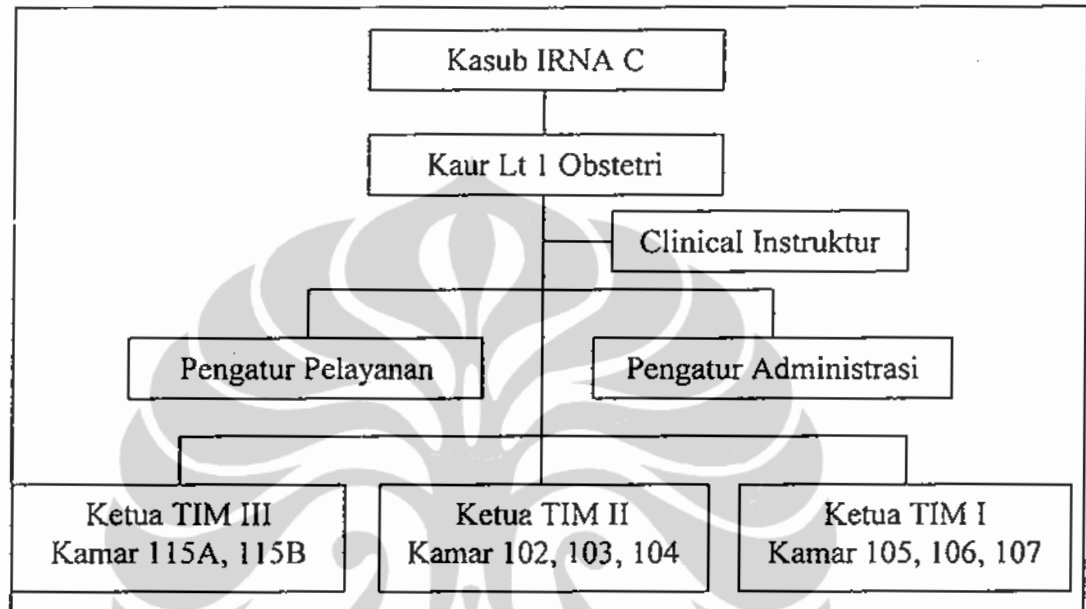 Kasub IRNA C
Kaur Lt 1 Obstetri
Clinical Instruktur
Pengatur Pelayanan
Pengatur Administrasi
Ketua TIM III
Kamar 115A, 115B
Ketua TIM II
Kamar 102, 103, 104
Ketua TIM I
Kamar 105, 106, 107